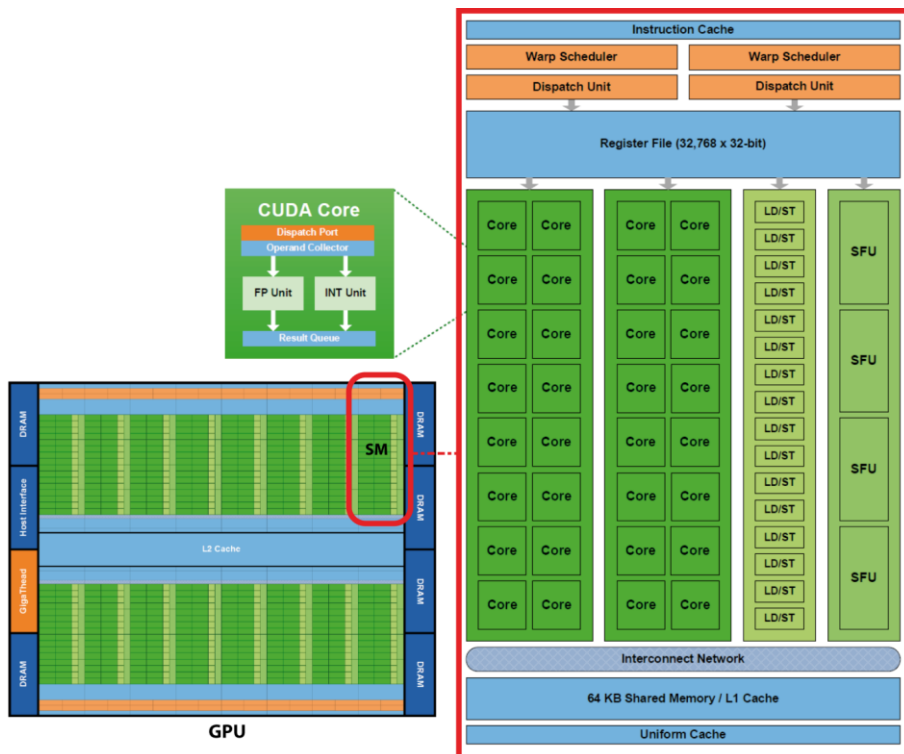 Instruction Cache
Warp Scheduler Warp Scheduler
Dispatch Unit Dispatch Unit
Register File (32,768 x 32-bit)
Core Core Core Core LD/ST SFU
LD/ST
Core Core Core Core LD/ST
LD/ST
Core Core Core Core LD/ST SFU
LD/ST
Core Core Core Core LD/ST
LD/ST
Core Core Core Core LD/ST SFU
LD/ST
Core Core Core Core LD/ST
LD/ST
Core Core Core Core LD/ST SFU
LD/ST
Core Core Core Core LD/ST
LD/ST
Interconnect Network
64 KB Shared Memory / L1 Cache
Uniform Cache
CUDA Core
Dispatch Port
Operand Collector
FP Unit INT Unit
Result Queue
DRAM
Host Interface
GigaThead
DRAM
SM
L2 Cache
DRAM
DRAM
DRAM
DRAM
GPU